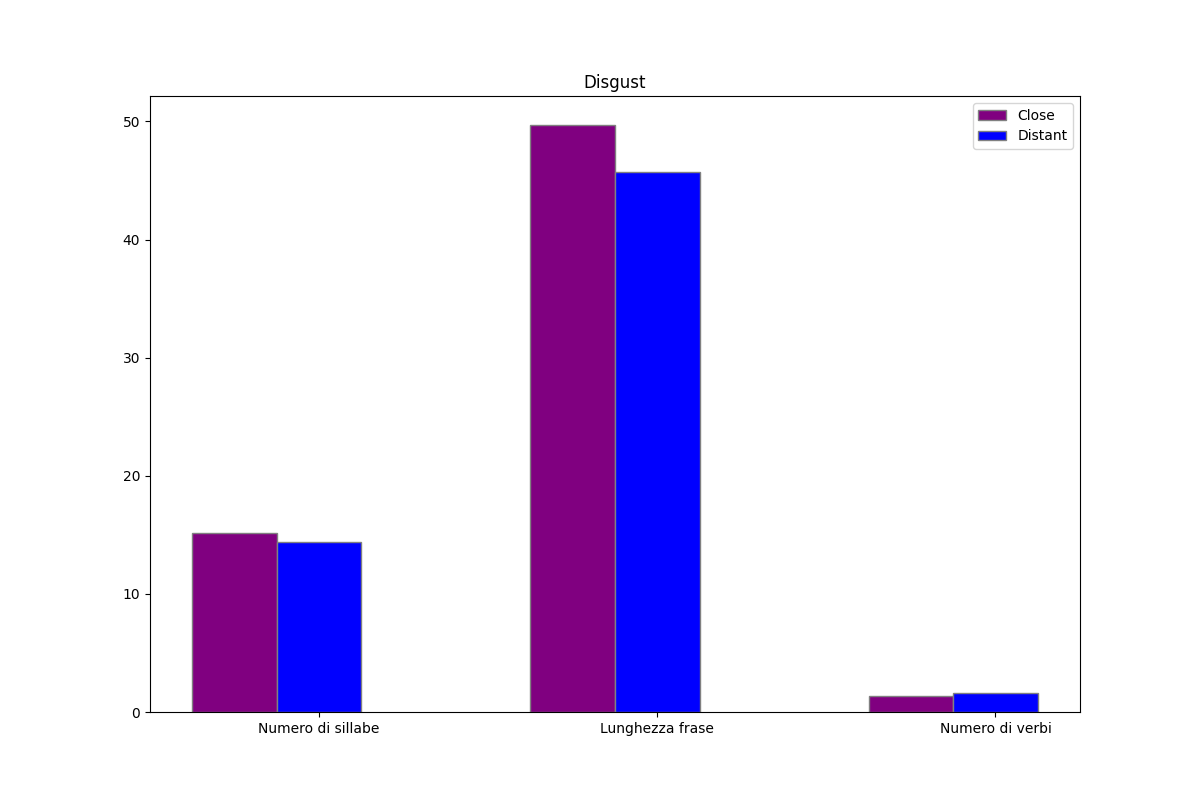 Disgust
Close
Distant
50
40
30
20
10
0
Numero di sillabe
Lunghezza frase
Numero di verbi